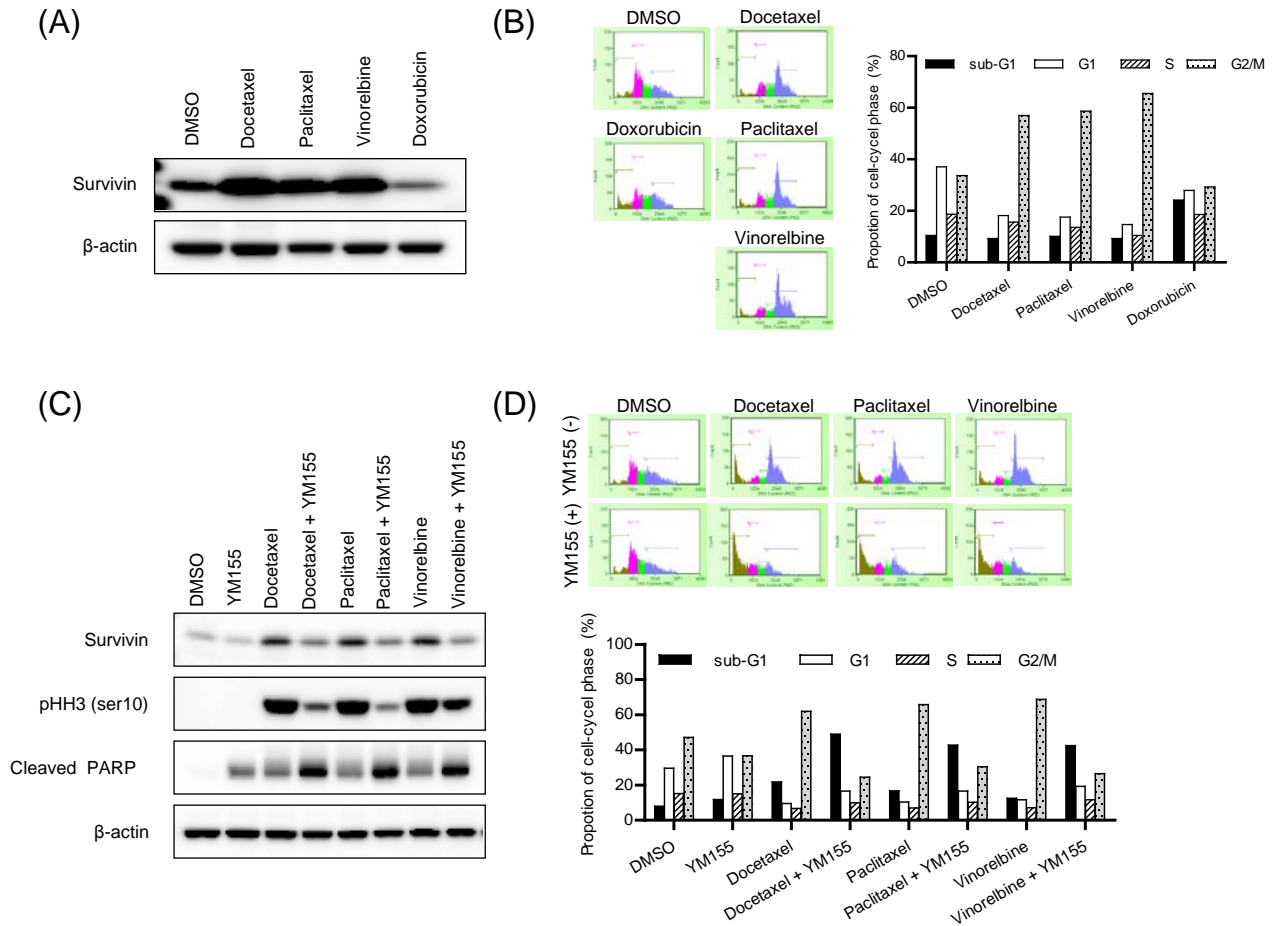 (A)
DMSO
Docetaxel
Paclitaxel
Vinorelbine
Doxorubicin
Survivin
β-actin
(B)
DMSO
Docetaxel
Doxorubicin
Paclitaxel
Vinorelbine
Propotion of cell-cycel phase (%)
80
60
40
20
0
sub-G1
G1
S
G2/M
DMSO
Docetaxel
Paclitaxel
Vinorelbine
Doxorubicin
(C)
DMSO
YM155
Docetaxel
Docetaxel + YM155
Paclitaxel
Paclitaxel + YM155
Vinorelbine
Vinorelbine + YM155
Survivin
pHH3 (ser10)
Cleaved PARP
β-actin
(D)
DMSO
Docetaxel
Paclitaxel
Vinorelbine
YM155 (-)
YM155 (+)
Propotion of cell-cycel phase (%)
100
80
60
40
20
0
sub-G1
G1
S
G2/M
DMSO
YM155
Docetaxel
Docetaxel + YM155
Paclitaxel
Paclitaxel + YM155
Vinorelbine
Vinorelbine + YM155